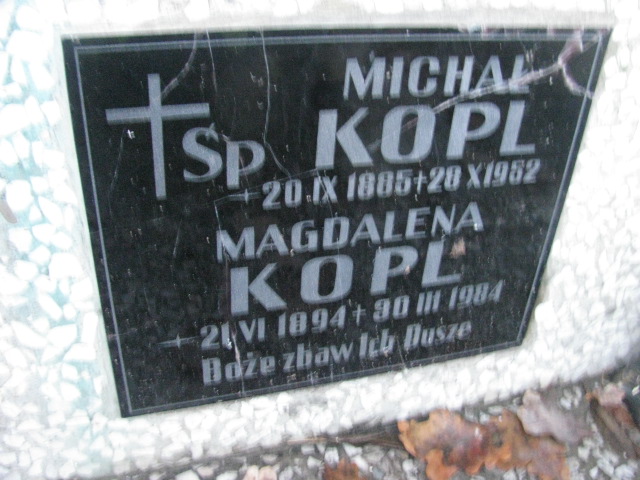 MICHAŁ
ŚP KOPL
20 IX 1885 + 28 X 1952
MAGDALENA
KOPL
21 VI 1894 + 30 III 1984
Boże zbaw Ich Dusze